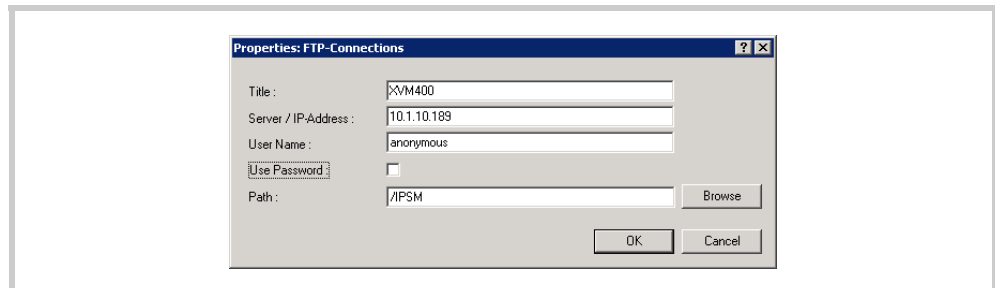 Properties: FTP-Connections ? X
Title : XVM400
Server / IP-Address : 10.1.10.189
User Name : anonymous
Use Password :
Path : /IPSM Browse
OK Cancel